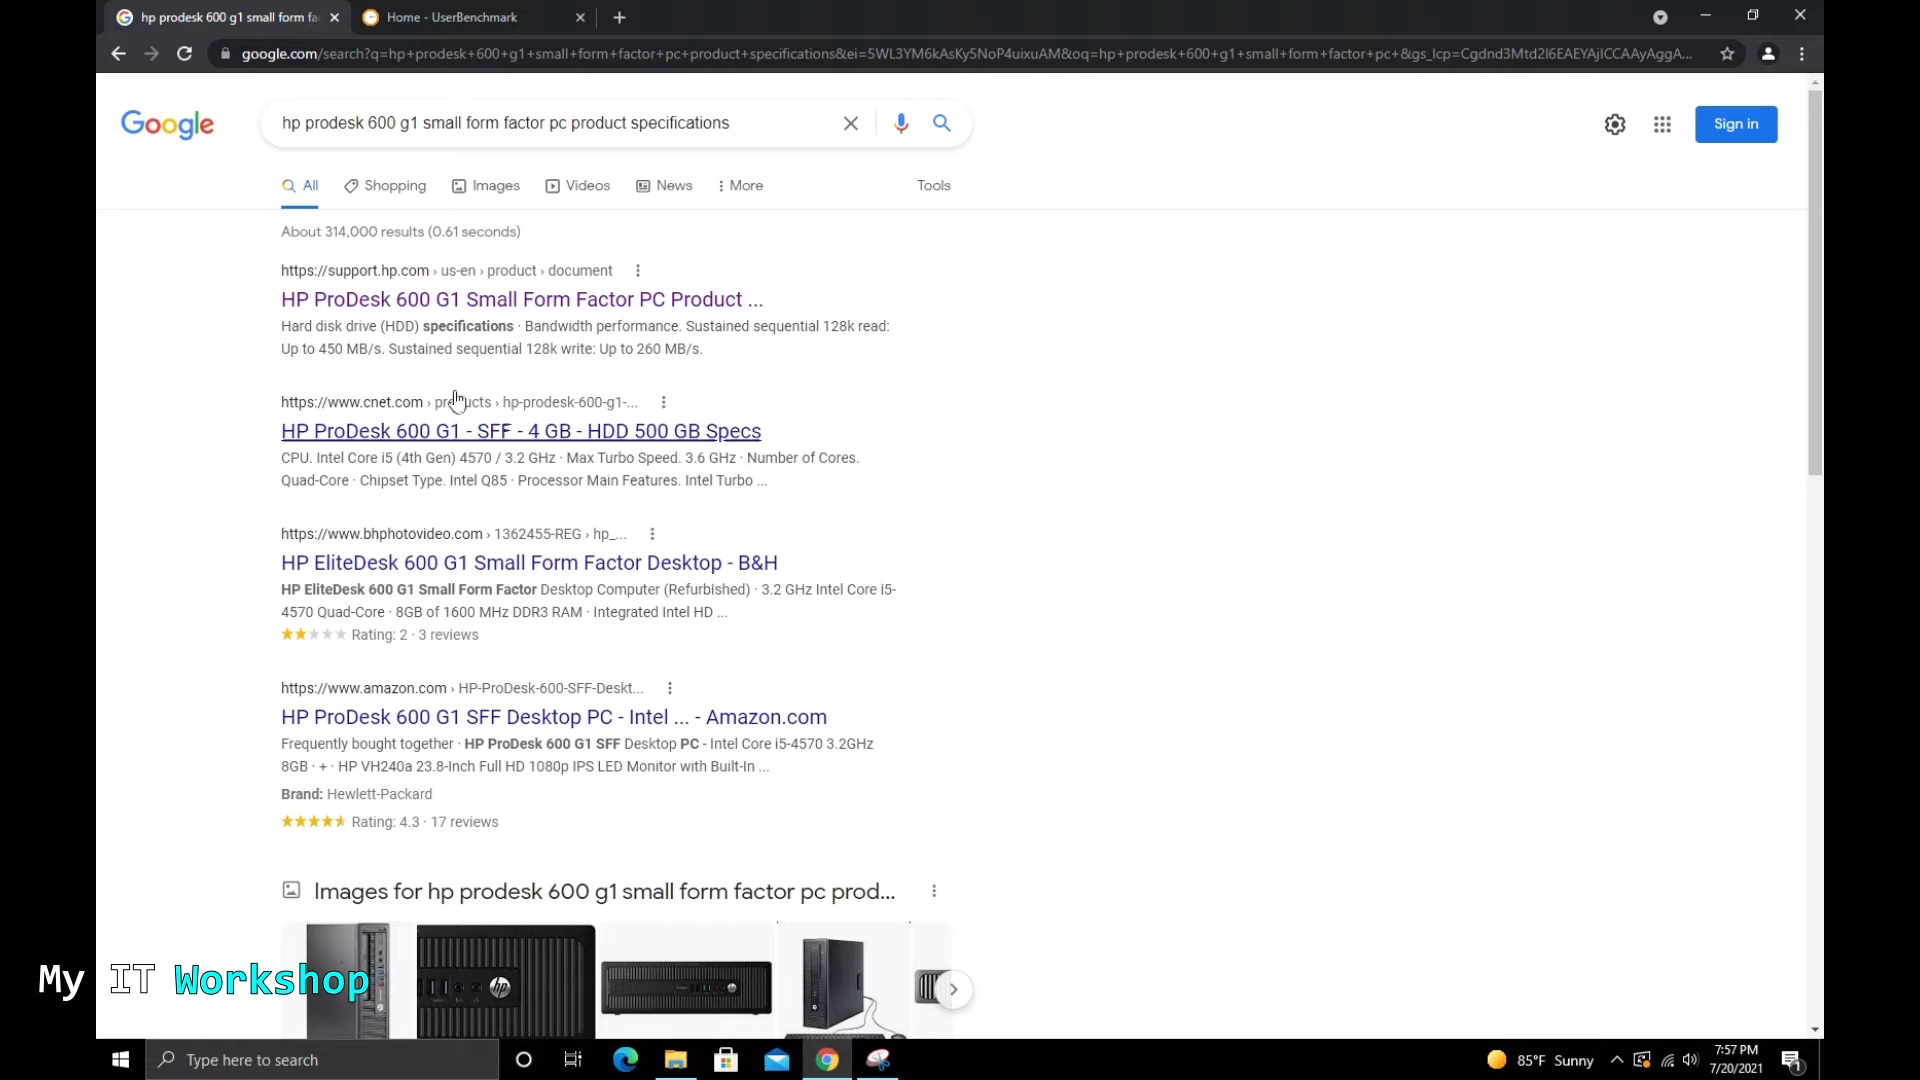 hp prodesk 600 g1 small form fa
Home - UserBenchmark
google.com/search?q=hp+prodesk+600+g1+small+form+factor+pc+product+specifications&ei=5WL3YM6kAsKy5NoP4uixuAM&oq=hp+prodesk+600+g1+small+form+factor+pc+&gs_lcp=Cgdnd3Mtd2l6EAEYAjICCAAyAggA...
Google
hp prodesk 600 g1 small form factor pc product specifications
Sign in
All
Shopping
Images
Videos
News
More
Tools
About 314,000 results (0.61 seconds)
https://support.hp.com › us-en › product › document
HP ProDesk 600 G1 Small Form Factor PC Product ...
Hard disk drive (HDD) specifications · Bandwidth performance. Sustained sequential 128k read:
Up to 450 MB/s. Sustained sequential 128k write: Up to 260 MB/s.
https://www.cnet.com › products › hp-prodesk-600-g1-...
HP ProDesk 600 G1 - SFF - 4 GB - HDD 500 GB Specs
CPU. Intel Core i5 (4th Gen) 4570 / 3.2 GHz · Max Turbo Speed. 3.6 GHz · Number of Cores.
Quad-Core · Chipset Type. Intel Q85 · Processor Main Features. Intel Turbo ...
https://www.bhphotovideo.com › 1362455-REG › hp_...
HP EliteDesk 600 G1 Small Form Factor Desktop - B&H
HP EliteDesk 600 G1 Small Form Factor Desktop Computer (Refurbished) · 3.2 GHz Intel Core i5-
4570 Quad-Core · 8GB of 1600 MHz DDR3 RAM · Integrated Intel HD ...
Rating: 2 · 3 reviews
https://www.amazon.com › HP-ProDesk-600-SFF-Deskt...
HP ProDesk 600 G1 SFF Desktop PC - Intel ... - Amazon.com
Frequently bought together · HP ProDesk 600 G1 SFF Desktop PC - Intel Core i5-4570 3.2GHz
8GB · + · HP VH240a 23.8-Inch Full HD 1080p IPS LED Monitor with Built-In ...
Brand: Hewlett-Packard
Rating: 4.3 · 17 reviews
Images for hp prodesk 600 g1 small form factor pc prod...
hp
My IT Workshop
Type here to search
85°F Sunny
7:57 PM
7/20/2021
1